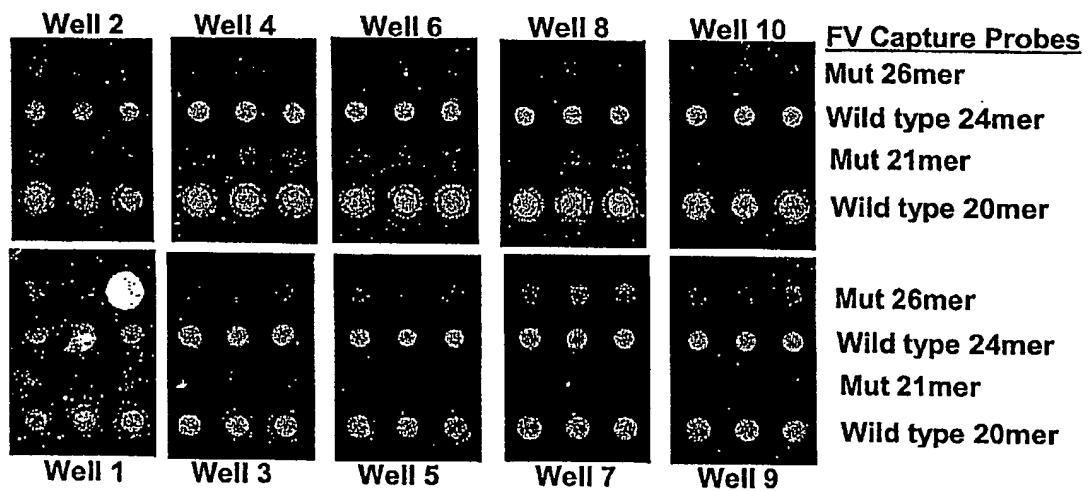 Well 2 Well 4 Well 6 Well 8 Well 10
FV Capture Probes
Mut 26mer
Wild type 24mer
Mut 21mer
Wild type 20mer
Mut 26mer
Wild type 24mer
Mut 21mer
Wild type 20mer
Well 1 Well 3 Well 5 Well 7 Well 9